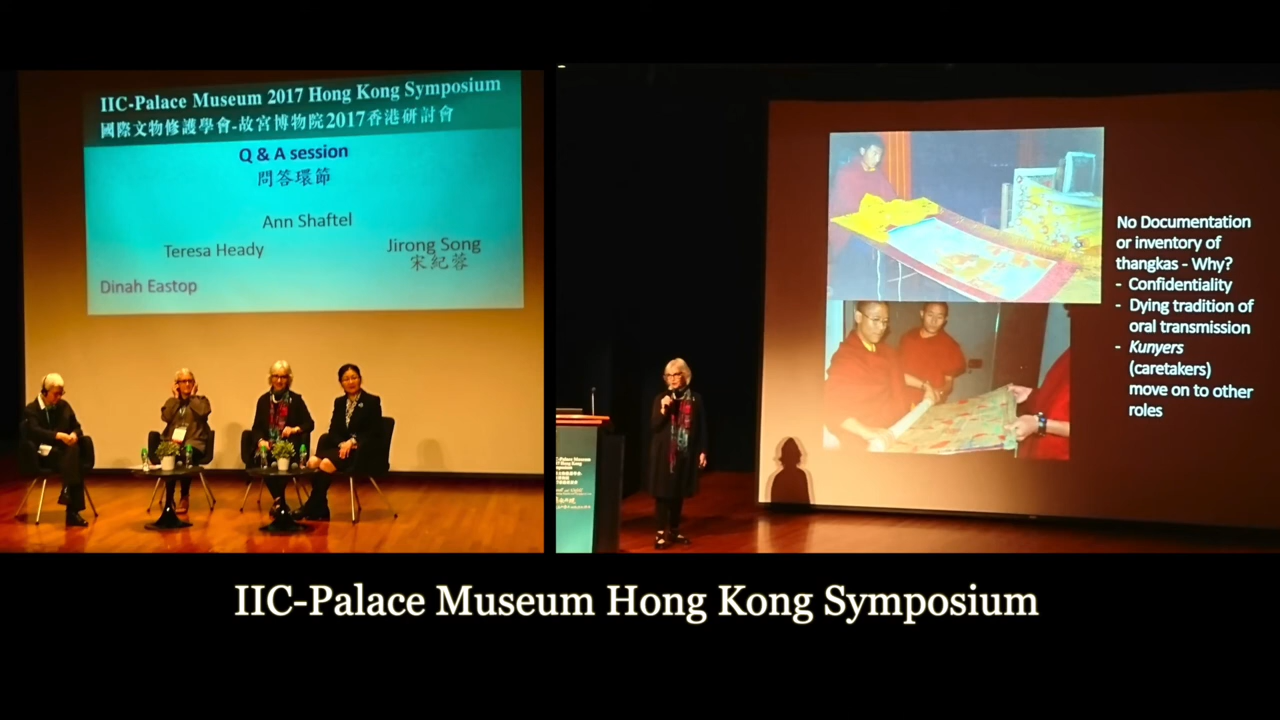 IIC-Palace Museum 2017 Hong Kong Symposium
國際文物修護學會-故宮博物院2017香港研討會
Q & A session
問答環節
Ann Shaftel
Teresa Heady
Jirong Song
宋紀蓉
Dinah Eastop
No Documentation
or inventory of
thangkas - Why?
- Confidentiality
- Dying tradition of
oral transmission
- Kunyers
(caretakers)
move on to other
roles
IIC-Palace Museum Hong Kong Symposium